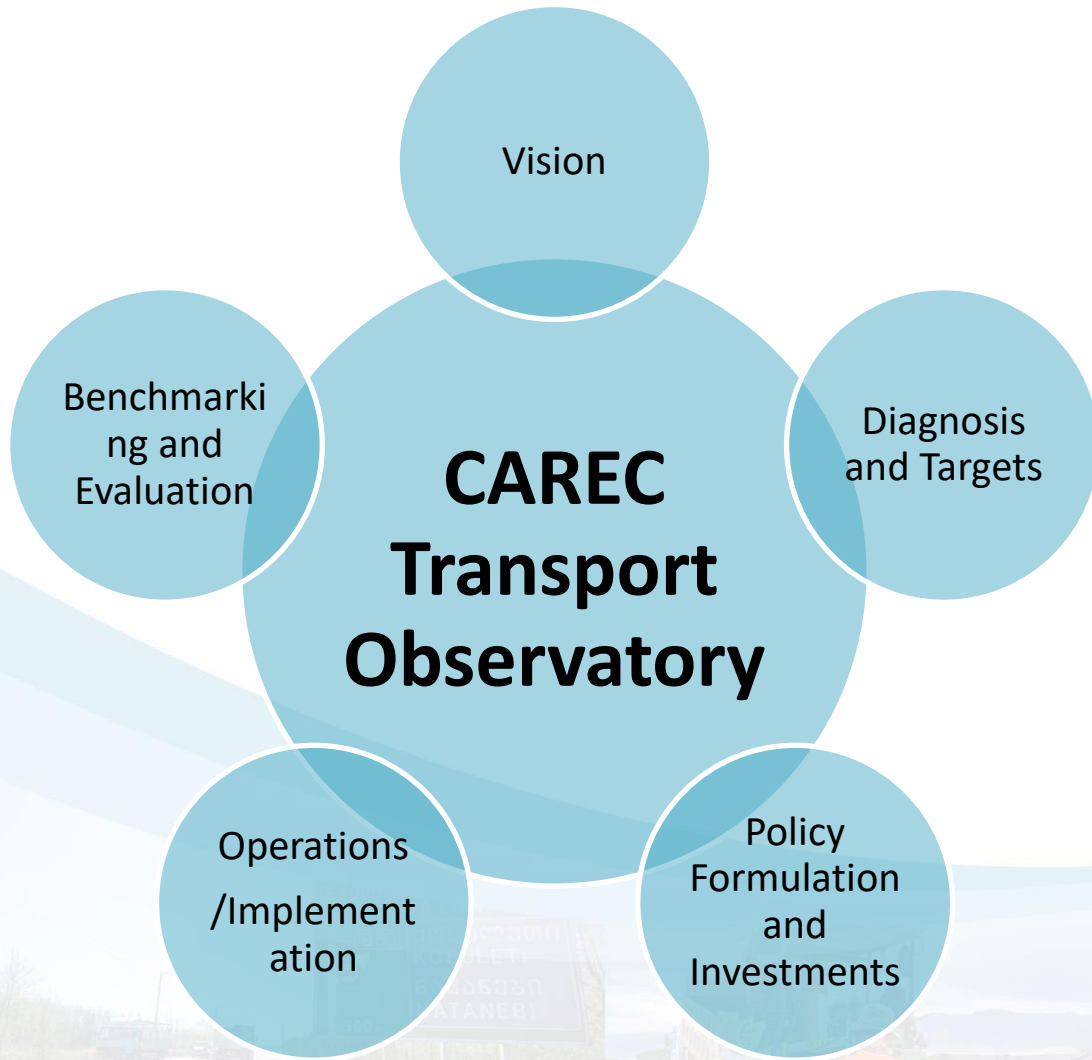 Vision
Benchmarki
ng and
Evaluation
Diagnosis
and Targets
CAREC
Transport
Observatory
Operations
/Implement
ation
Policy
Formulation
and
Investments